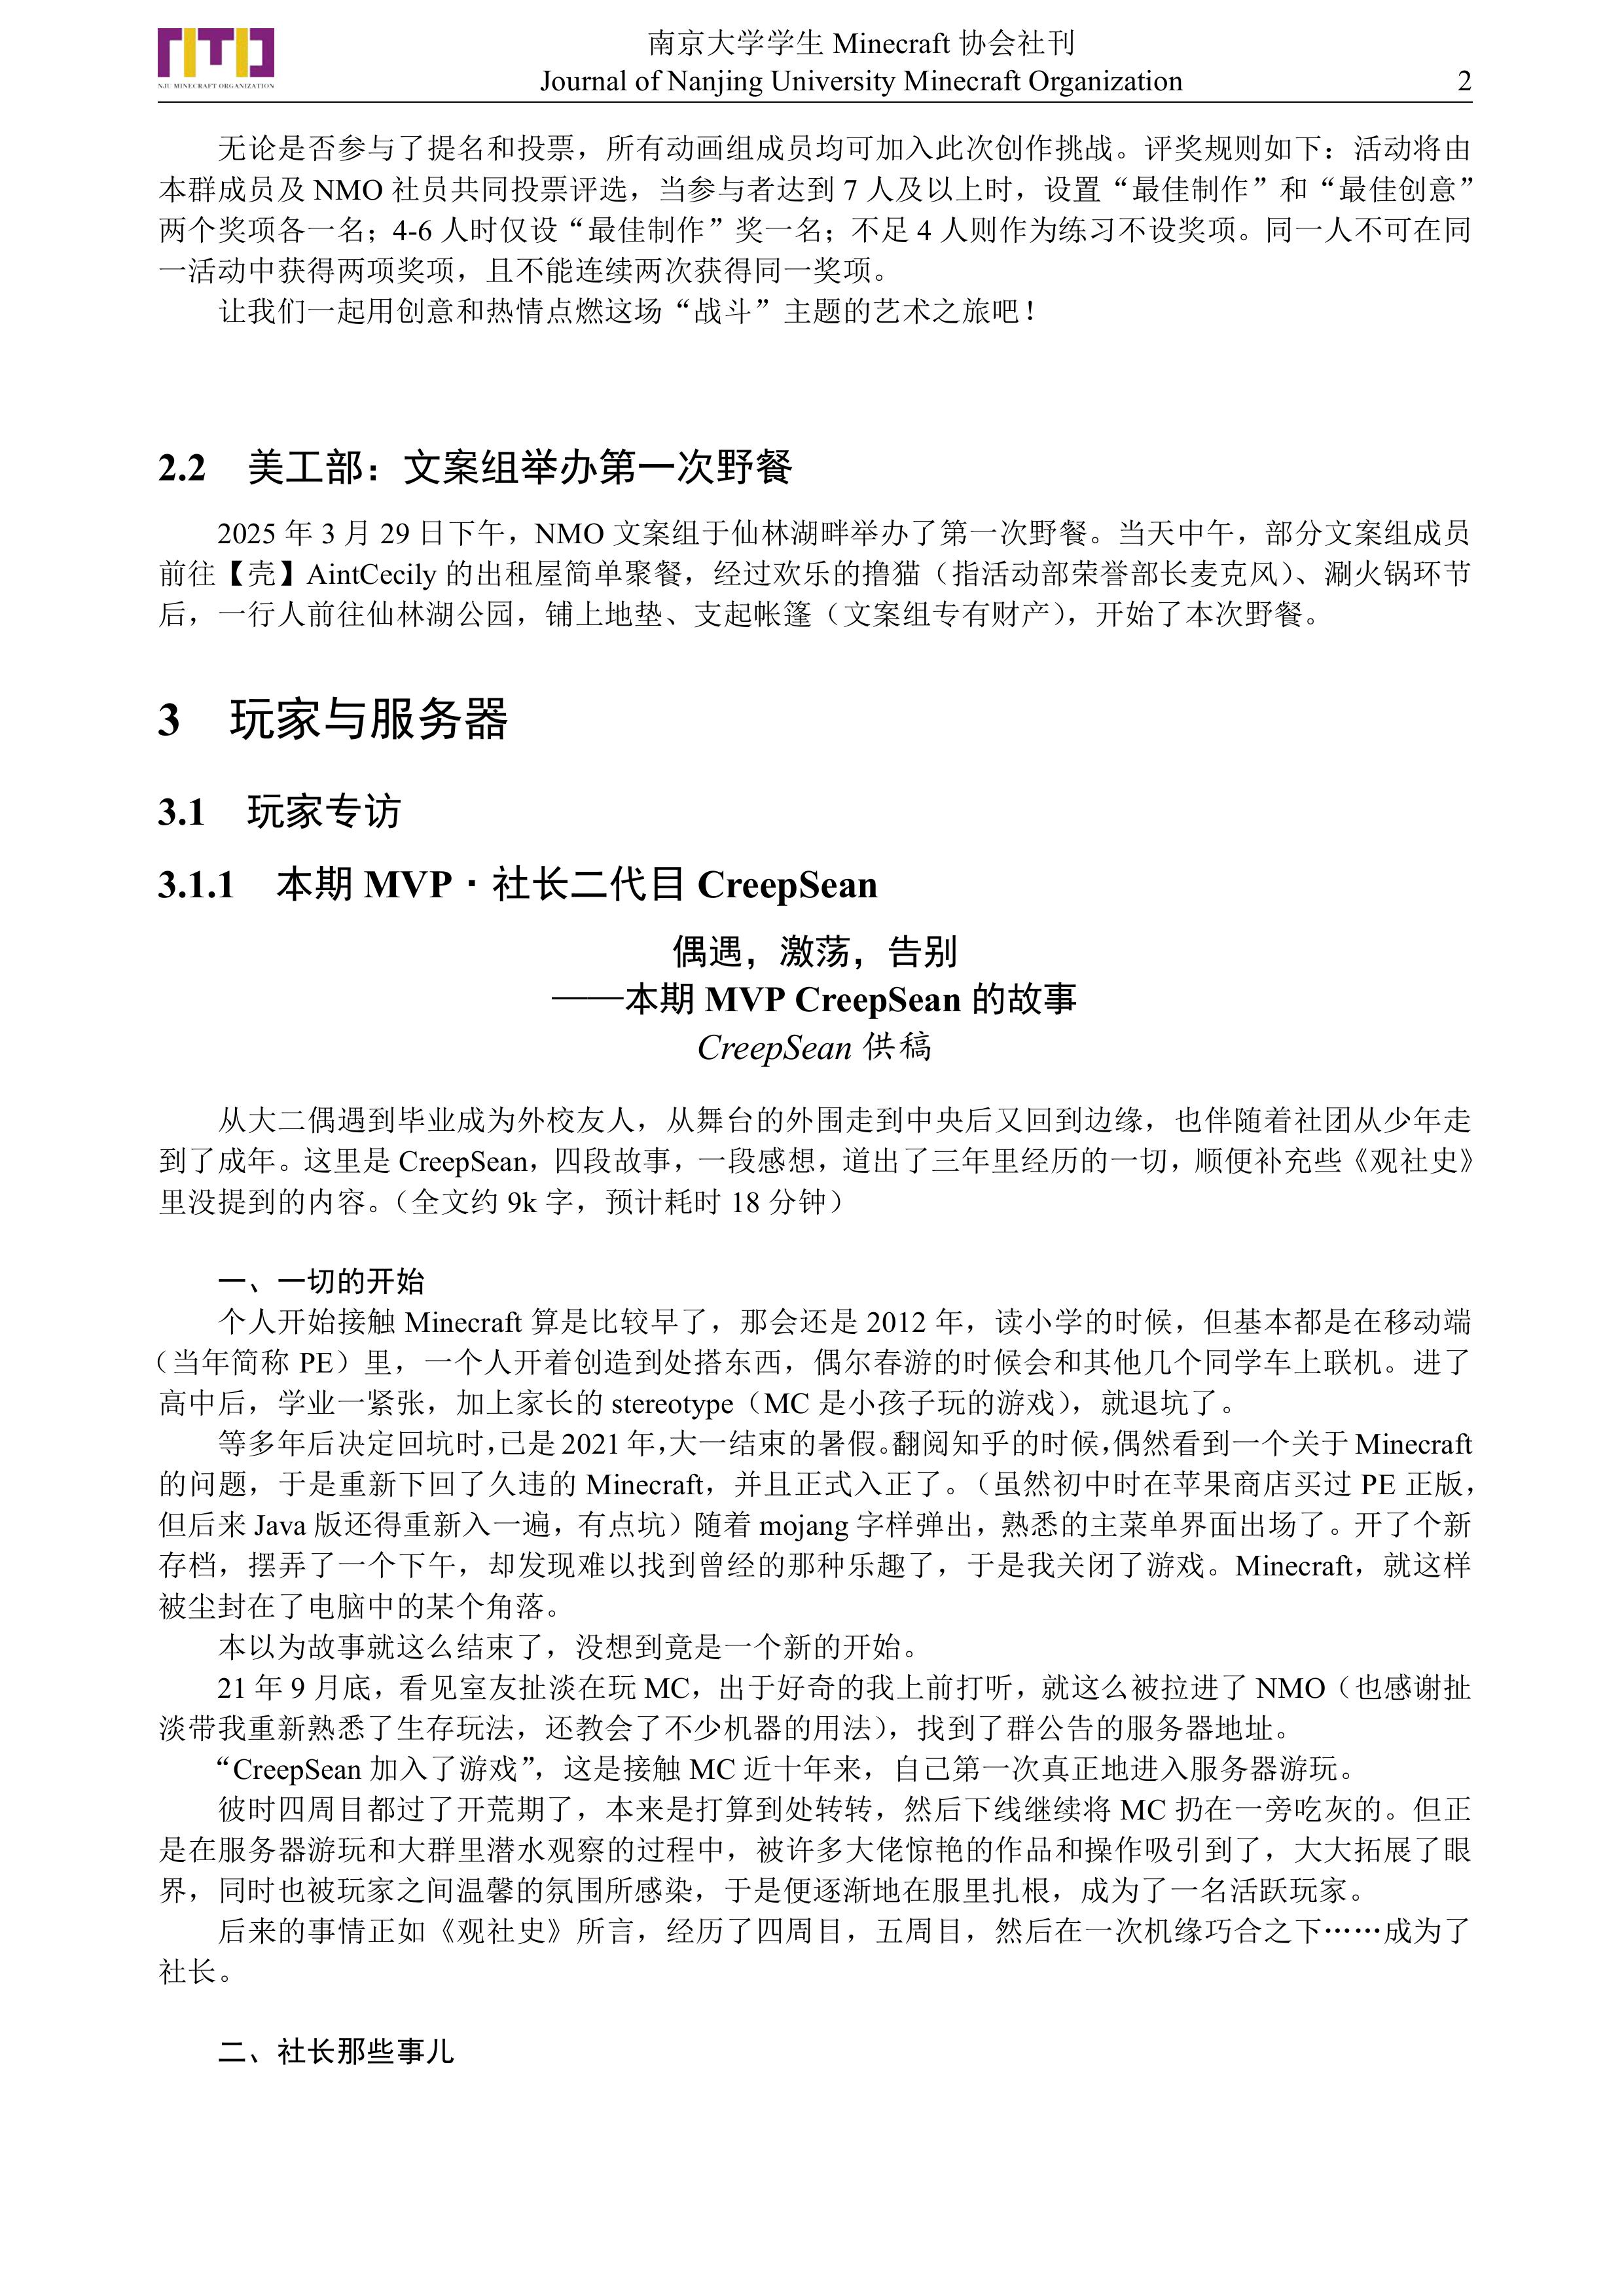 NJU MINECRAFT ORGANIZATION
南京大学学生 Minecraft 协会社刊
Journal of Nanjing University Minecraft Organization 2
无论是否参与了提名和投票，所有动画组成员均可加入此次创作挑战。评奖规则如下：活动将由
本群成员及 NMO 社员共同投票评选，当参与者达到 7 人及以上时，设置“最佳制作”和“最佳创意”
两个奖项各一名；4-6 人时仅设“最佳制作”奖一名；不足 4 人则作为练习不设奖项。同一人不可在同
一活动中获得两项奖项，且不能连续两次获得同一奖项。
让我们一起用创意和热情点燃这场“战斗”主题的艺术之旅吧！
2.2 美工部：文案组举办第一次野餐
2025 年 3 月 29 日下午，NMO 文案组于仙林湖畔举办了第一次野餐。当天中午，部分文案组成员
前往【壳】AintCecily 的出租屋简单聚餐，经过欢乐的撸猫（指活动部荣誉部长麦克风）、涮火锅环节
后，一行人前往仙林湖公园，铺上地垫、支起帐篷（文案组专有财产），开始了本次野餐。
3 玩家与服务器
3.1 玩家专访
3.1.1 本期 MVP · 社长二代目 CreepSean
偶遇，激荡，告别
——本期 MVP CreepSean 的故事
CreepSean 供稿
从大二偶遇到毕业成为外校友人，从舞台的外围走到中央后又回到边缘，也伴随着社团从少年走
到了成年。这里是 CreepSean，四段故事，一段感想，道出了三年里经历的一切，顺便补充些《观社史》
里没提到的内容。（全文约 9k 字，预计耗时 18 分钟）
一、一切的开始
个人开始接触 Minecraft 算是比较早了，那会还是 2012 年，读小学的时候，但基本都是在移动端
（当年简称 PE）里，一个人开着创造到处搭东西，偶尔春游的时候会和其他几个同学车上联机。进了
高中后，学业一紧张，加上家长的 stereotype（MC 是小孩子玩的游戏），就退坑了。
等多年后决定回坑时，已是 2021 年，大一结束的暑假。翻阅知乎的时候，偶然看到一个关于 Minecraft
的问题，于是重新下回了久违的 Minecraft，并且正式入正了。（虽然初中时在苹果商店买过 PE 正版，
但后来 Java 版还得重新入一遍，有点坑）随着 mojang 字样弹出，熟悉的主菜单界面出场了。开了个新
存档，摆弄了一个下午，却发现难以找到曾经的那种乐趣了，于是我关闭了游戏。Minecraft，就这样
被尘封在了电脑中的某个角落。
本以为故事就这么结束了，没想到竟是一个新的开始。
21 年 9 月底，看见室友扯淡在玩 MC，出于好奇的我上前打听，就这么被拉进了 NMO（也感谢扯
淡带我重新熟悉了生存玩法，还教会了不少机器的用法），找到了群公告的服务器地址。
“CreepSean 加入了游戏”，这是接触 MC 近十年来，自己第一次真正地进入服务器游玩。
彼时四周目都过了开荒期了，本来是打算到处转转，然后下线继续将 MC 扔在一旁吃灰的。但正
是在服务器游玩和大群里潜水观察的过程中，被许多大佬惊艳的作品和操作吸引到了，大大拓展了眼
界，同时也被玩家之间温馨的氛围所感染，于是便逐渐地在服里扎根，成为了一名活跃玩家。
后来的事情正如《观社史》所言，经历了四周目，五周目，然后在一次机缘巧合之下……成为了
社长。
二、社长那些事儿